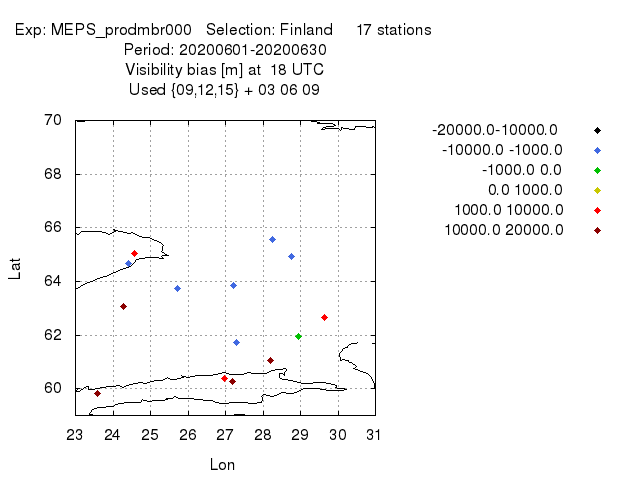 Exp: MEPS_prodmbr000 Selection: Finland 17 stations
Period: 20200601-20200630
Visibility bias [m] at 18 UTC
Used {09,12,15} + 03 06 09
70
68
66
64
62
60
Lat
23 24 25 26 27 28 29 30 31
Lon
-20000.0-10000.0
-10000.0 -1000.0
-1000.0 0.0
0.0 1000.0
1000.0 10000.0
10000.0 20000.0